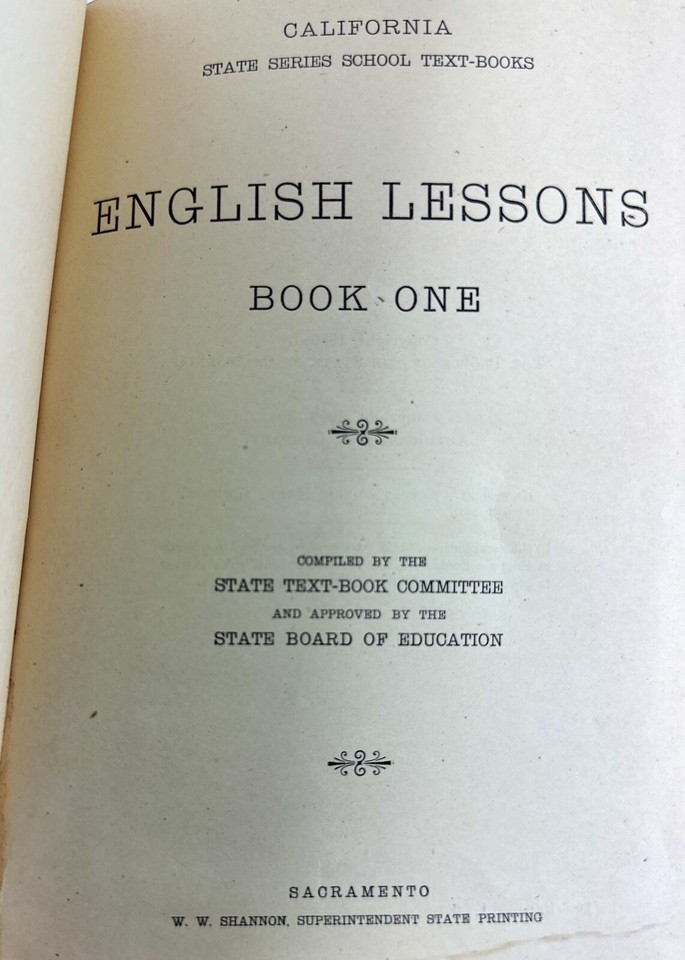 CALIFORNIA
STATE SERIES SCHOOL TEXT-BOOKS
ENGLISH LESSONS
BOOK ONE
COMPILED BY THE
STATE TEXT-BOOK COMMITTEE
AND APPROVED BY THE
STATE BOARD OF EDUCATION
SACRAMENTO
W. W. SHANNON, SUPERINTENDENT STATE PRINTING